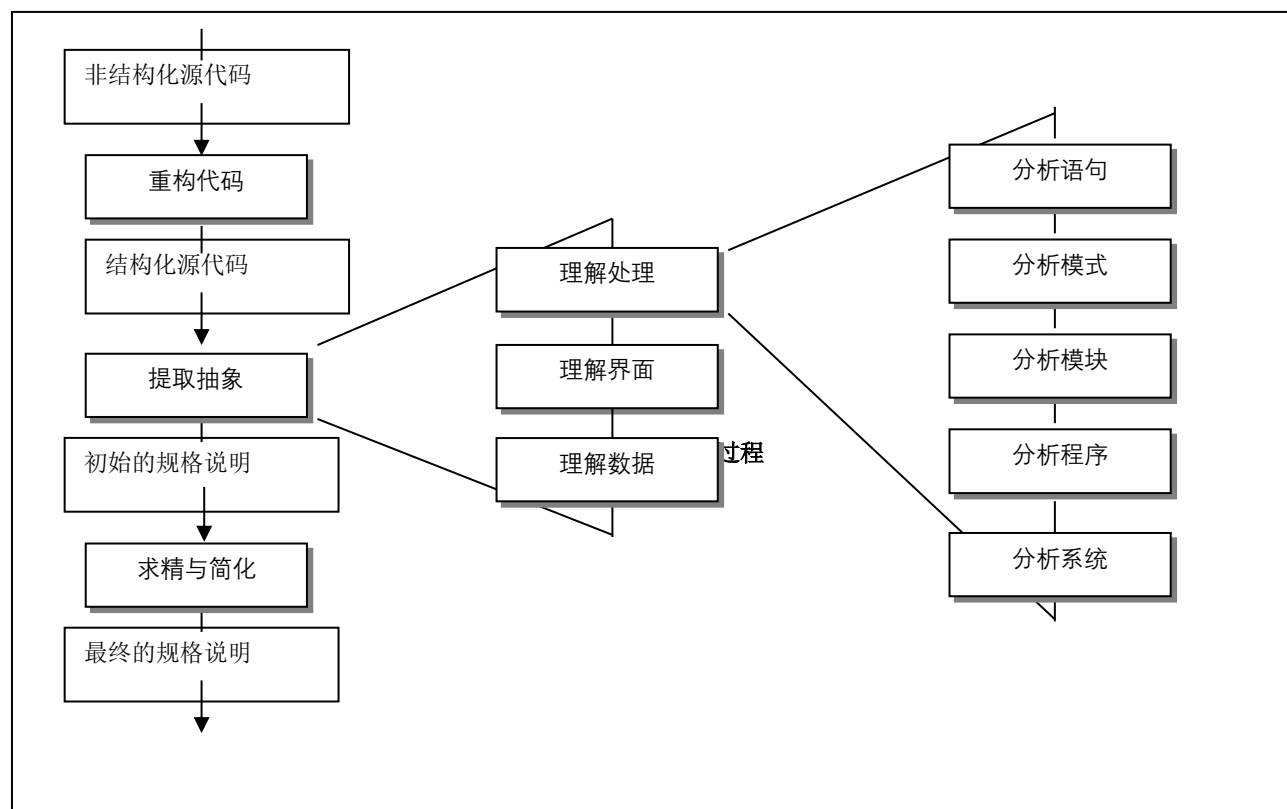 非结构化源代码
重构代码
结构化源代码
提取抽象
初始的规格说明
求精与简化
最终的规格说明
理解处理
理解界面
理解数据
过程
分析语句
分析模式
分析模块
分析程序
分析系统